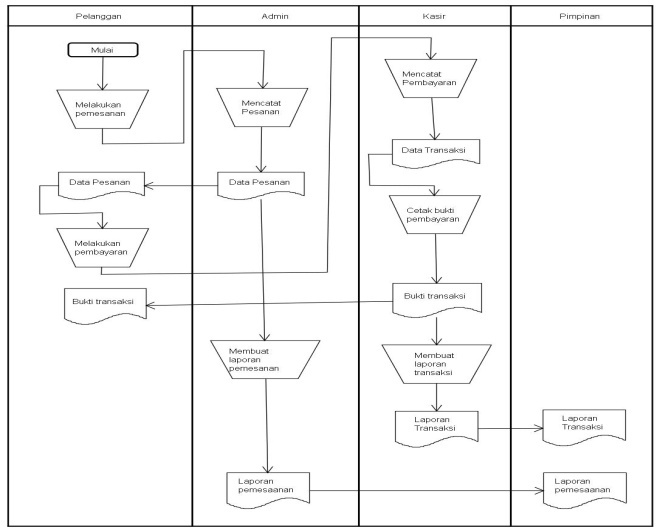 Pelanggan
Admin
Kasir
Pimpinan
Mulai
Melakukan
pemesanan
Mencatat
Pesanan
Mencatat
Pembayaran
Data Transaksi
Data Pesanan
Data Pesanan
Cetak bukti
pembayaran
Melakukan
pembayaran
Bukti transaksi
Bukti transaksi
Membuat
laporan
pemesanan
Membuat
laporan
transaksi
Laporan
Transaksi
Laporan
Transaksi
Laporan
pemesaanan
Laporan
pemesaanan